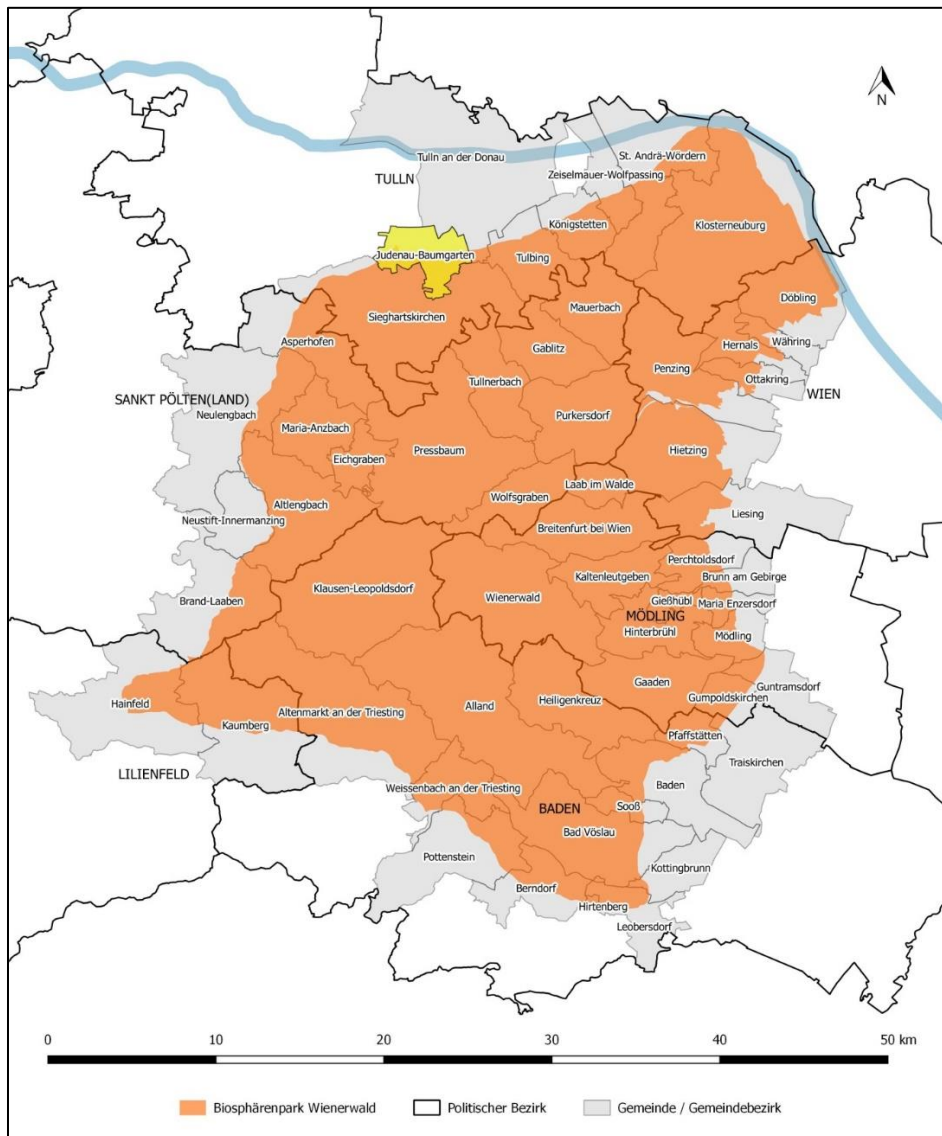 N
St. Andrä-Wördern
Tulln an der Donau
Zeiselmauer-Wolfpassing
TULLN
Königstetten
Klosterneuburg
Judenau-Baumgarten
Tulbing
Döbling
Mauerbach
Sieghartskirchen
Währing
Asperhofen
Gablitz
Hernals
Penzing
Ottakring
Tullnerbach
WIEN
SANKT PÖLTEN(LAND)
Neulengbach
Purkersdorf
Maria-Anzbach
Pressbaum
Hietzing
Eichgraben
Laab im Walde
Wolfsgraben
Altlengbach
Liesing
Neustift-Innermanzing
Breitenfurt bei Wien
Perchtoldsdorf
Kaltenleutgeben
Brunn am Gebirge
Klausen-Leopoldsdorf
Wienerwald
Brand-Laaben
Gießhübl
Maria Enzersdorf
MÖDLING
Hinterbrühl
Mödling
Gaaden
Guntramsdorf
Hainfeld
Heiligenkreuz
Gumpoldskirchen
Alland
Altenmarkt an der Triesting
Kaumberg
Pfaffstätten
Traiskirchen
LILIENFELD
Weissenbach an der Triesting
Baden
BADEN
Sooß
Bad Vöslau
Pottenstein
Kottingbrunn
Berndorf
Hirtenberg
Leobersdorf
0 10 20 30 40 50 km
Biosphärenpark Wienerwald Politischer Bezirk Gemeinde / Gemeindebezirk